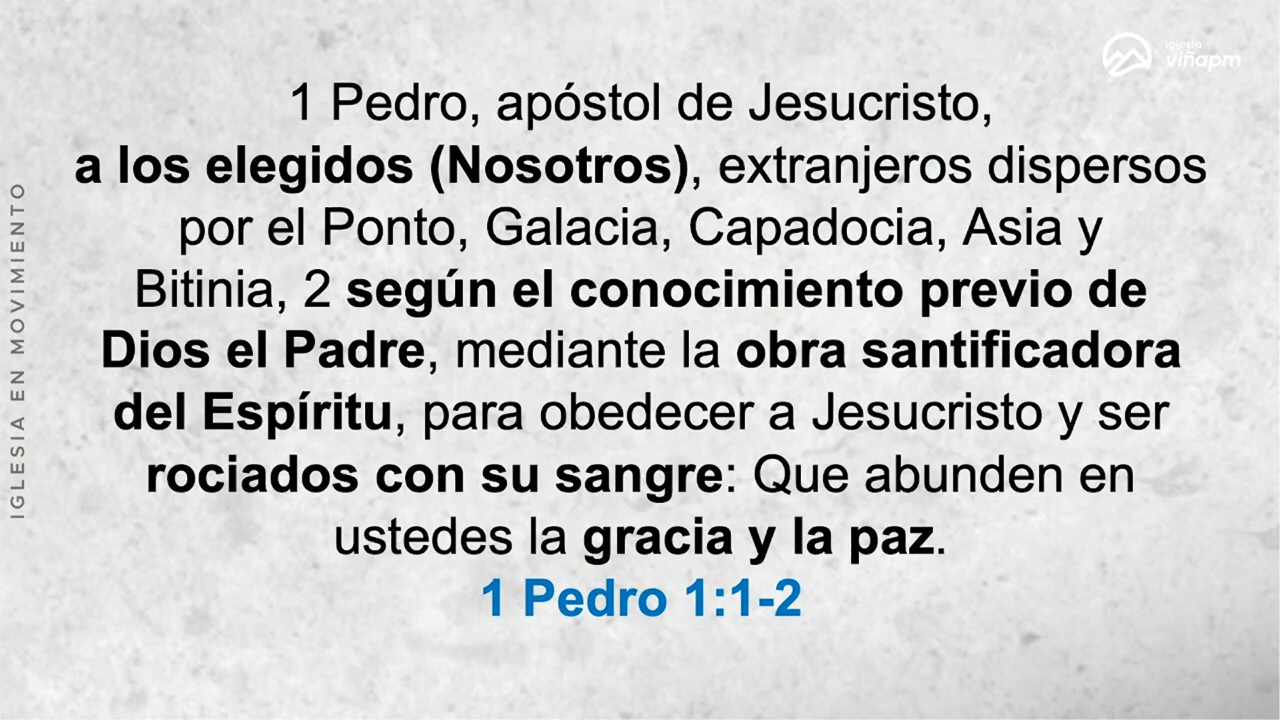 iglesia
viñapm
1 Pedro, apóstol de Jesucristo,
a los elegidos (Nosotros), extranjeros dispersos
por el Ponto, Galacia, Capadocia, Asia y
Bitinia, 2 según el conocimiento previo de
Dios el Padre, mediante la obra santificadora
del Espíritu, para obedecer a Jesucristo y ser
rociados con su sangre: Que abunden en
ustedes la gracia y la paz.
1 Pedro 1:1-2
IGLESIA EN MOVIMIENTO